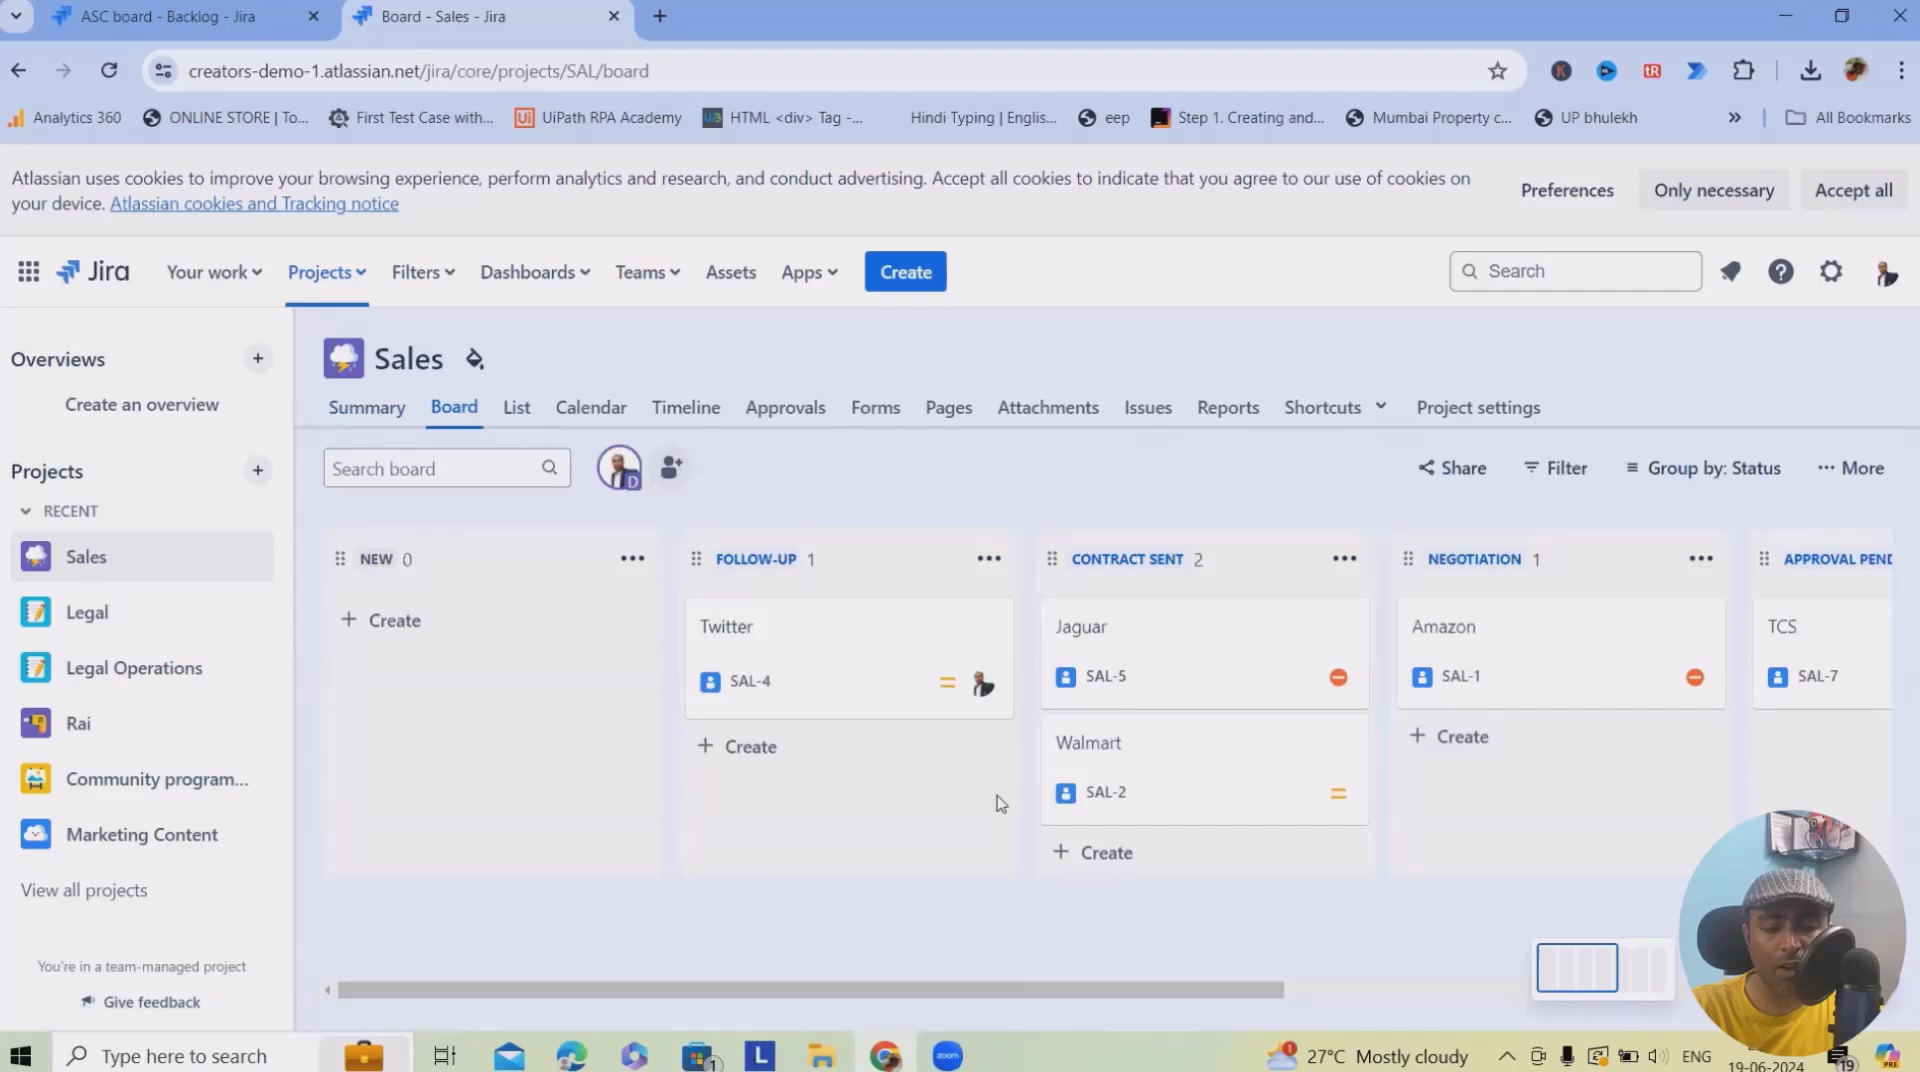 ASC board - Backlog - Jira
Board - Sales - Jira
creators-demo-1.atlassian.net/jira/core/projects/SAL/board
Analytics 360
ONLINE STORE | To...
First Test Case with...
UiPath RPA Academy
HTML <div> Tag -...
Hindi Typing | Englis...
eep
Step 1. Creating and...
Mumbai Property c...
UP bhulekh
All Bookmarks
Atlassian uses cookies to improve your browsing experience, perform analytics and research, and conduct advertising. Accept all cookies to indicate that you agree to our use of cookies on
your device. Atlassian cookies and Tracking notice
Preferences
Only necessary
Accept all
Jira
Your work
Projects
Filters
Dashboards
Teams
Assets
Apps
Create
Search
Overviews
Create an overview
Projects
RECENT
Sales
Legal
Legal Operations
Rai
Community program...
Marketing Content
View all projects
You're in a team-managed project
Give feedback
Sales
Summary
Board
List
Calendar
Timeline
Approvals
Forms
Pages
Attachments
Issues
Reports
Shortcuts
Project settings
Search board
D
Share
Filter
Group by: Status
More
NEW 0
+ Create
FOLLOW-UP 1
Twitter
SAL-4
+ Create
CONTRACT SENT 2
Jaguar
SAL-5
Walmart
SAL-2
+ Create
NEGOTIATION 1
Amazon
SAL-1
+ Create
APPROVAL PEND
TCS
SAL-7
Type here to search
1
L
zoom
1
27°C Mostly cloudy
ENG
19-06-2024
19
PRE